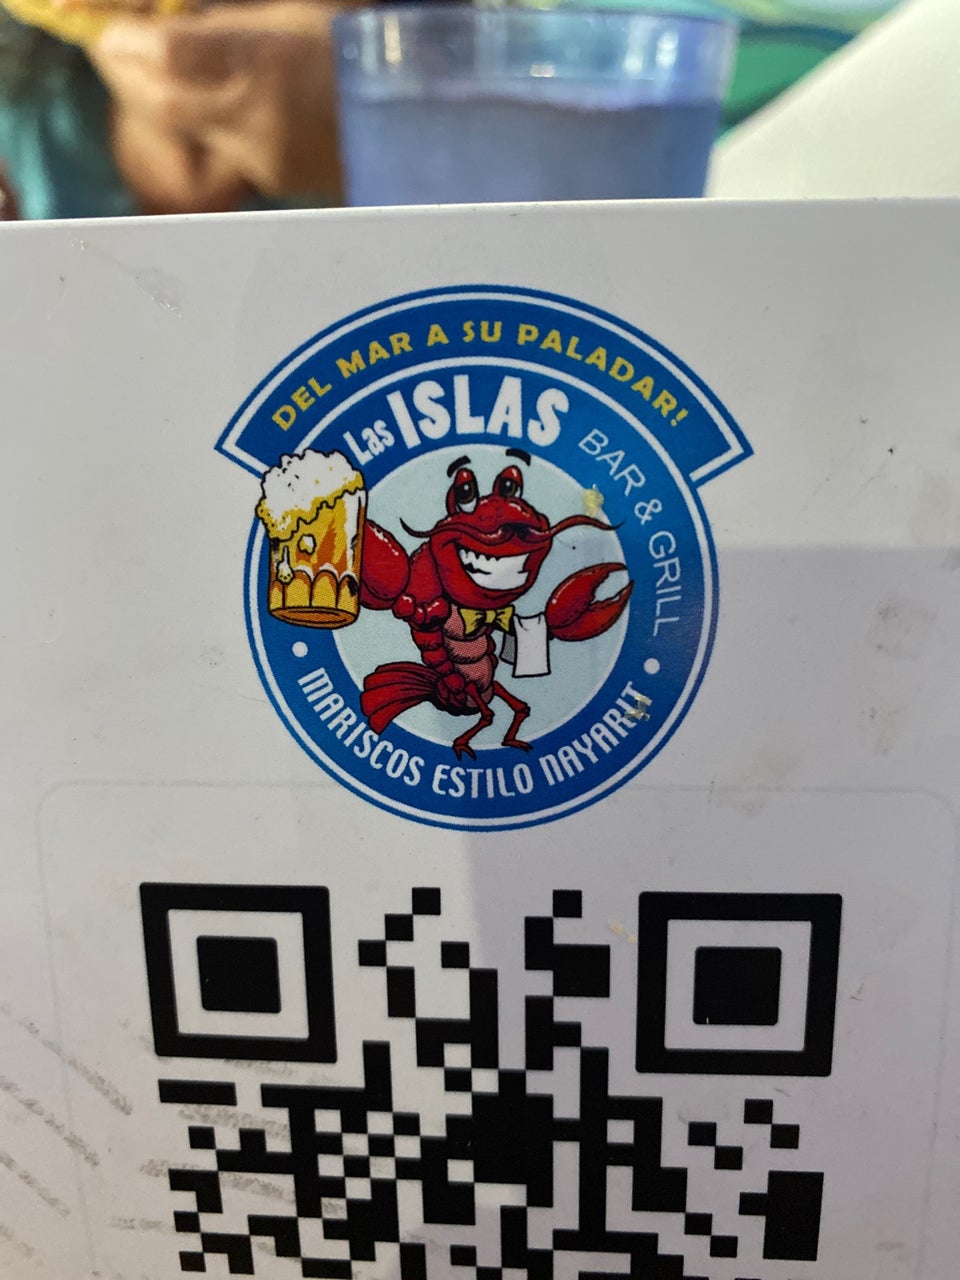 DEL MAR A SU PALADAR!
Las ISLAS BAR & GRILL
MARISCOS ESTILO NAYARIT